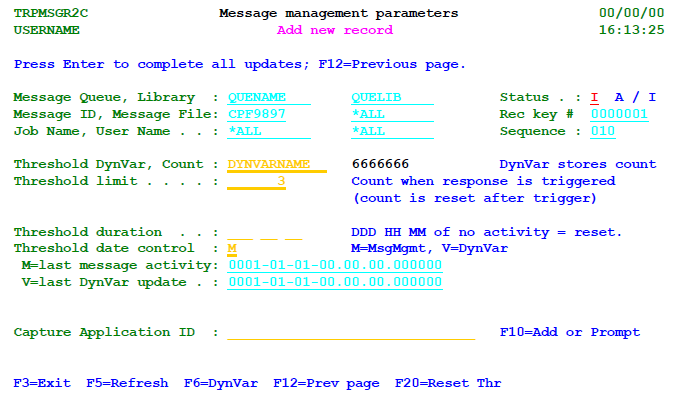 TRPMSGR2C Message management parameters 00/00/00
USERNAME Add new record 16:13:25
Press Enter to complete all updates; F12=Previous page.
Message Queue, Library : QUENAME QUELIB Status . : I A / I
Message ID, Message File: CPF9897 *ALL Rec key # 0000001
Job Name, User Name . . : *ALL *ALL Sequence : 010
Threshold DynVar, Count : DYNVARNAME 6666666 DynVar stores count
Threshold limit . . . . : 3 Count when response is triggered
(count is reset after trigger)
Threshold duration . . : ___ __ __ DDD HH MM of no activity = reset.
Threshold date control : M M=MsgMgmt, V=DynVar
M=last message activity: 0001-01-01-00.00.00.000000
V=last DynVar update . : 0001-01-01-00.00.00.000000
Capture Application ID : F10=Add or Prompt
F3=Exit F5=Refresh F6=DynVar F12=Prev page F20=Reset Thr